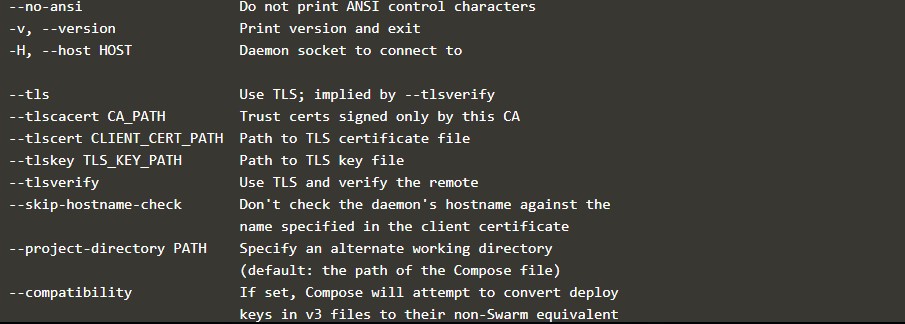 --no-ansi                   Do not print ANSI control characters
-v, --version               Print version and exit
-H, --host HOST             Daemon socket to connect to
--tls                       Use TLS; implied by --tlsverify
--tlscacert CA_PATH         Trust certs signed only by this CA
--tlscert CLIENT_CERT_PATH  Path to TLS certificate file
--tlskey TLS_KEY_PATH       Path to TLS key file
--tlsverify                 Use TLS and verify the remote
--skip-hostname-check       Don't check the daemon's hostname against the
                            name specified in the client certificate
--project-directory PATH    Specify an alternate working directory
                            (default: the path of the Compose file)
--compatibility             If set, Compose will attempt to convert deploy
                            keys in v3 files to their non-Swarm equivalent